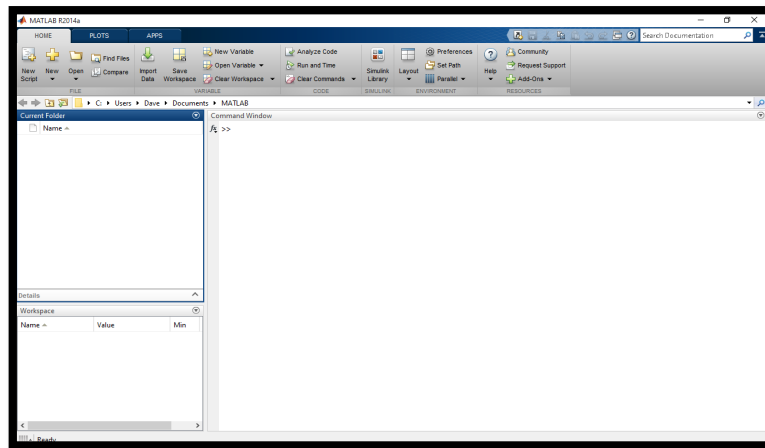 MATLAB R2014a
HOME PLOTS APPS
Search Documentation
New Script
New
Open
Find Files
Compare
Import Data
Save Workspace
New Variable
Open Variable
Clear Workspace
Analyze Code
Run and Time
Clear Commands
Simulink Library
Layout
Preferences
Set Path
Parallel
Help
Community
Request Support
Add-Ons
FILE VARIABLE CODE SIMULINK ENVIRONMENT RESOURCES
C: Users Dave Documents MATLAB
Current Folder
Name
Command Window
fx >>
Details
Workspace
Name Value Min
Ready